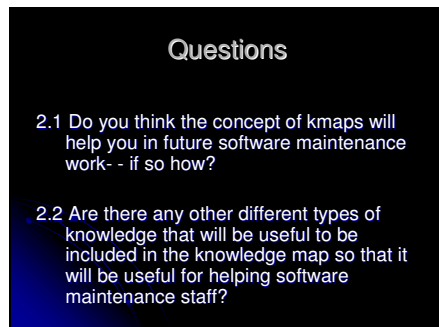 Questions
2.1 Do you think the concept of kmaps will
help you in future software maintenance
work- - if so how?
2.2 Are there any other different types of
knowledge that will be useful to be
included in the knowledge map so that it
will be useful for helping software
maintenance staff?